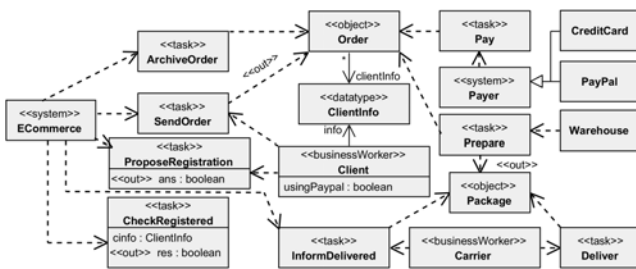 <<task>>
ArchiveOrder
<<object>>
Order
<<task>>
Pay
CreditCard
<<out>>
* clientInfo
<<system>>
Payer
PayPal
<<system>>
ECommerce
<<task>>
SendOrder
<<datatype>>
ClientInfo
info
<<task>>
Prepare
Warehouse
<<out>>
<<task>>
ProposeRegistration
<<out>> ans : boolean
<<businessWorker>>
Client
usingPaypal : boolean
<<object>>
Package
<<task>>
CheckRegistered
cinfo : ClientInfo
<<out>> res : boolean
<<task>>
InformDelivered
<<businessWorker>>
Carrier
<<task>>
Deliver